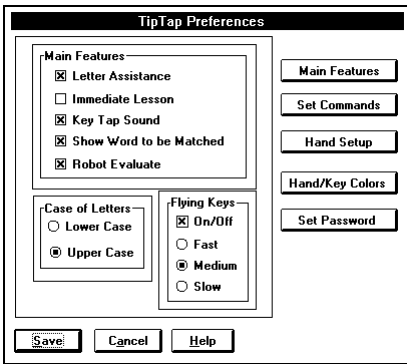 TipTap Preferences
Main Features
Letter Assistance
Immediate Lesson
Key Tap Sound
Show Word to be Matched
Robot Evaluate
Case of Letters
Lower Case
Upper Case
Flying Keys
On/Off
Fast
Medium
Slow
Main Features
Set Commands
Hand Setup
Hand/Key Colors
Set Password
Save
Cancel
Help